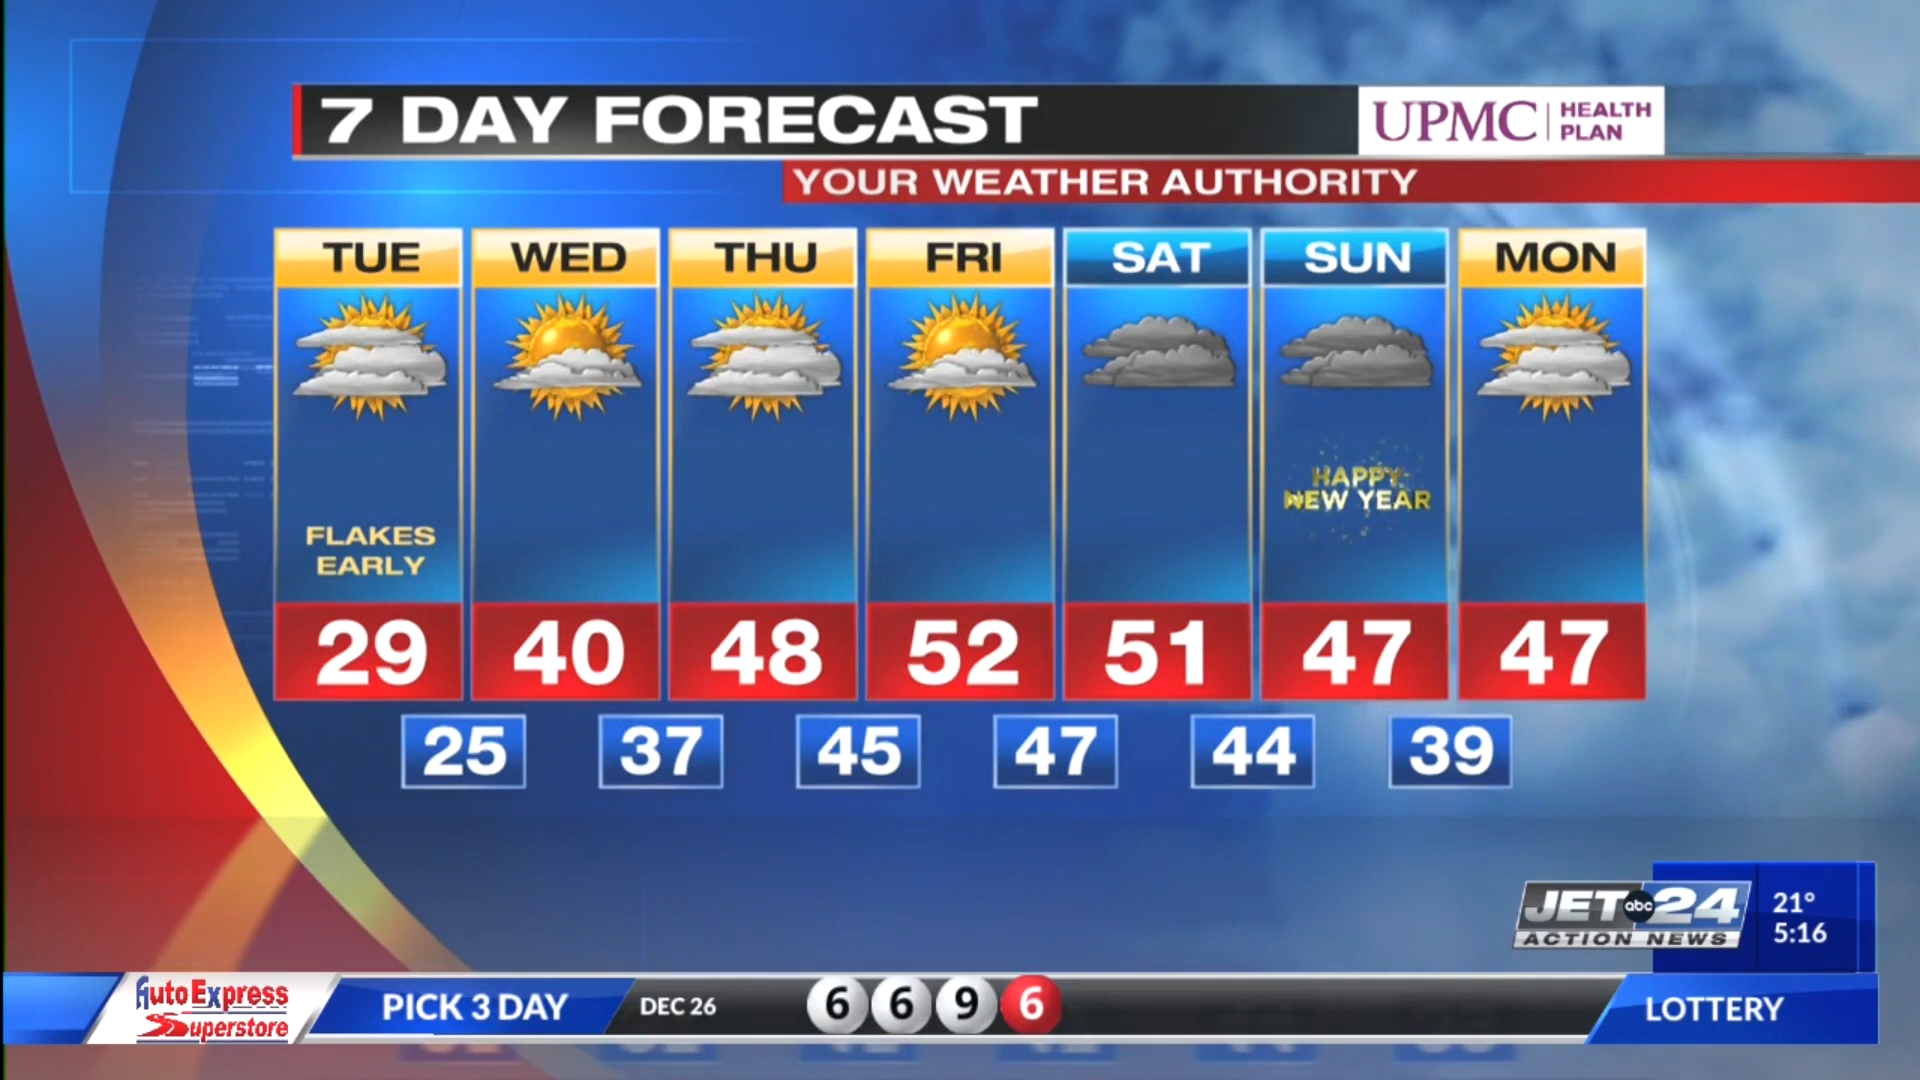 7 DAY FORECAST
UPMC HEALTH PLAN
YOUR WEATHER AUTHORITY
TUE WED THU FRI SAT SUN MON
HAPPY
NEW YEAR
FLAKES
EARLY
29 40 48 52 51 47 47
25 37 45 47 44 39
JET abc 24
ACTION NEWS
21°
5:16
AutoExpress
Superstore
PICK 3 DAY
DEC 26
6 6 9 6
LOTTERY